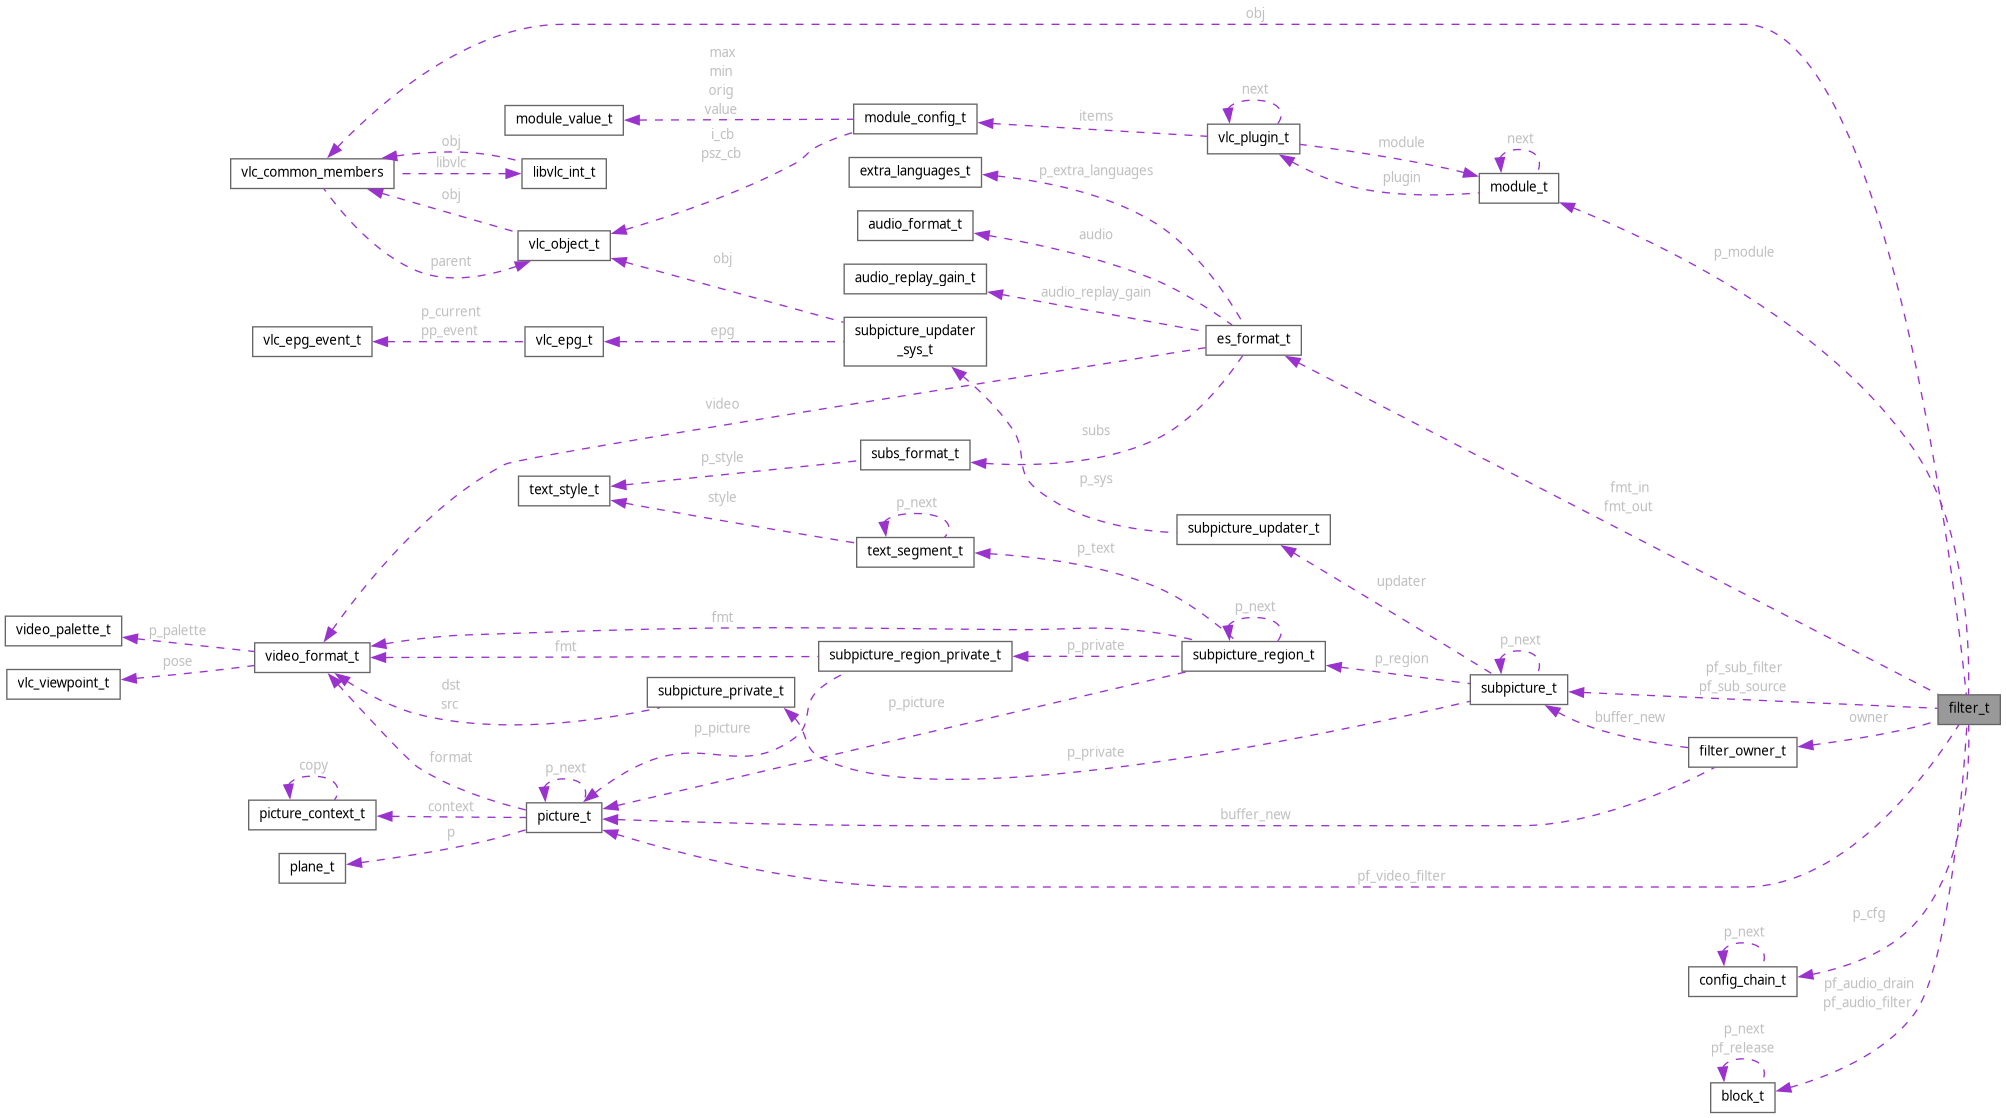 obj
max
min
orig
value
module_value_t
module_config_t
items
next
vlc_plugin_t
module
next
plugin
module_t
i_cb
psz_cb
obj
libvlc
vlc_common_members
libvlc_int_t
extra_languages_t
p_extra_languages
obj
audio_format_t
audio
vlc_object_t
parent
obj
audio_replay_gain_t
audio_replay_gain
p_module
p_current
pp_event
vlc_epg_event_t
vlc_epg_t
epg
subpicture_updater
_sys_t
es_format_t
video
subs
subs_format_t
p_style
text_style_t
style
p_sys
fmt_in
fmt_out
p_next
text_segment_t
subpicture_updater_t
p_text
updater
video_palette_t
p_palette
fmt
p_next
p_next
video_format_t
fmt
subpicture_region_private_t
p_private
subpicture_region_t
p_region
pose
vlc_viewpoint_t
dst
src
subpicture_private_t
subpicture_t
pf_sub_filter
pf_sub_source
filter_t
p_picture
p_picture
buffer_new
owner
format
p_private
filter_owner_t
copy
p_next
picture_context_t
context
picture_t
buffer_new
p
plane_t
pf_video_filter
p_cfg
p_next
config_chain_t
pf_audio_drain
pf_audio_filter
p_next
pf_release
block_t